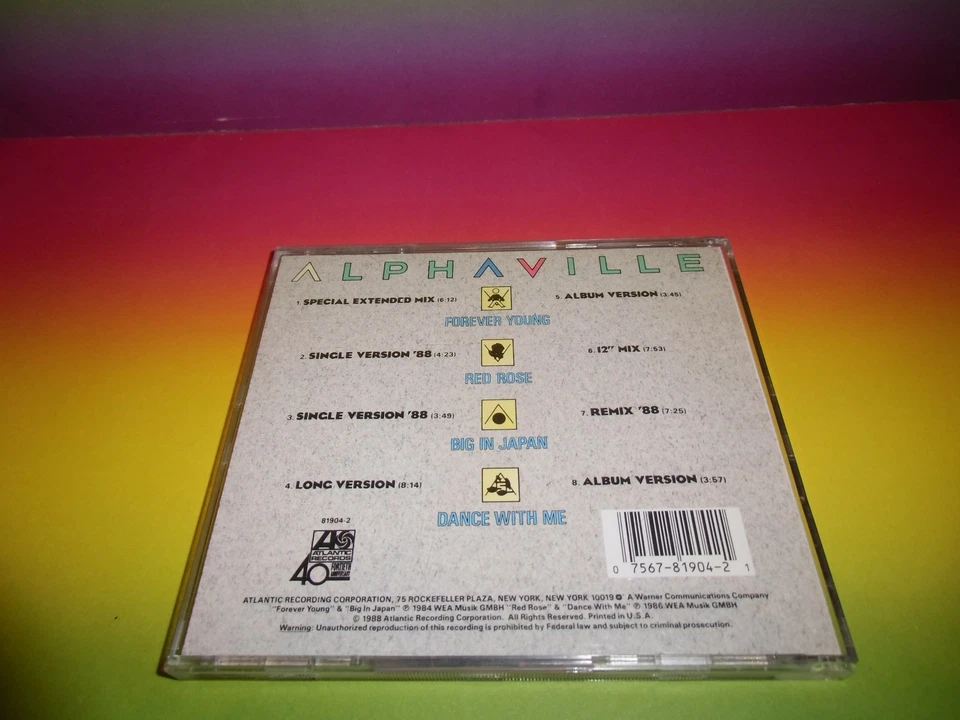 ALPHAVILLE
1. SPECIAL EXTENDED MIX (6:12)
5. ALBUM VERSION (3:45)
FOREVER YOUNG
2. SINGLE VERSION '88 (4:23)
6. 12" MIX (7:53)
RED ROSE
3. SINGLE VERSION '88 (3:49)
7. REMIX '88 (7:25)
BIG IN JAPAN
4. LONG VERSION (8:14)
8. ALBUM VERSION (3:57)
DANCE WITH ME
81904-2
ATLANTIC
RECORDS
40 FORTIETH
ANNIVERSARY
0 7567-81904-2 1
ATLANTIC RECORDING CORPORATION, 75 ROCKEFELLER PLAZA, NEW YORK, NEW YORK 10019 A Warner Communications Company
"Forever Young" & "Big In Japan" ℗ 1984 WEA Musik GMBH "Red Rose" & "Dance With Me" ℗ 1986 WEA Musik GMBH
© 1988 Atlantic Recording Corporation. All Rights Reserved. Printed in U.S.A.
Warning: Unauthorized reproduction of this recording is prohibited by Federal law and subject to criminal prosecution.